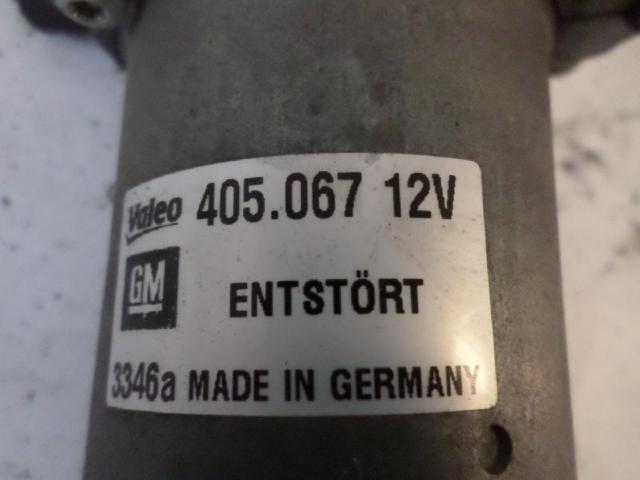 Valeo 405.067 12V
GM ENTSTÖRT
3346a MADE IN GERMANY